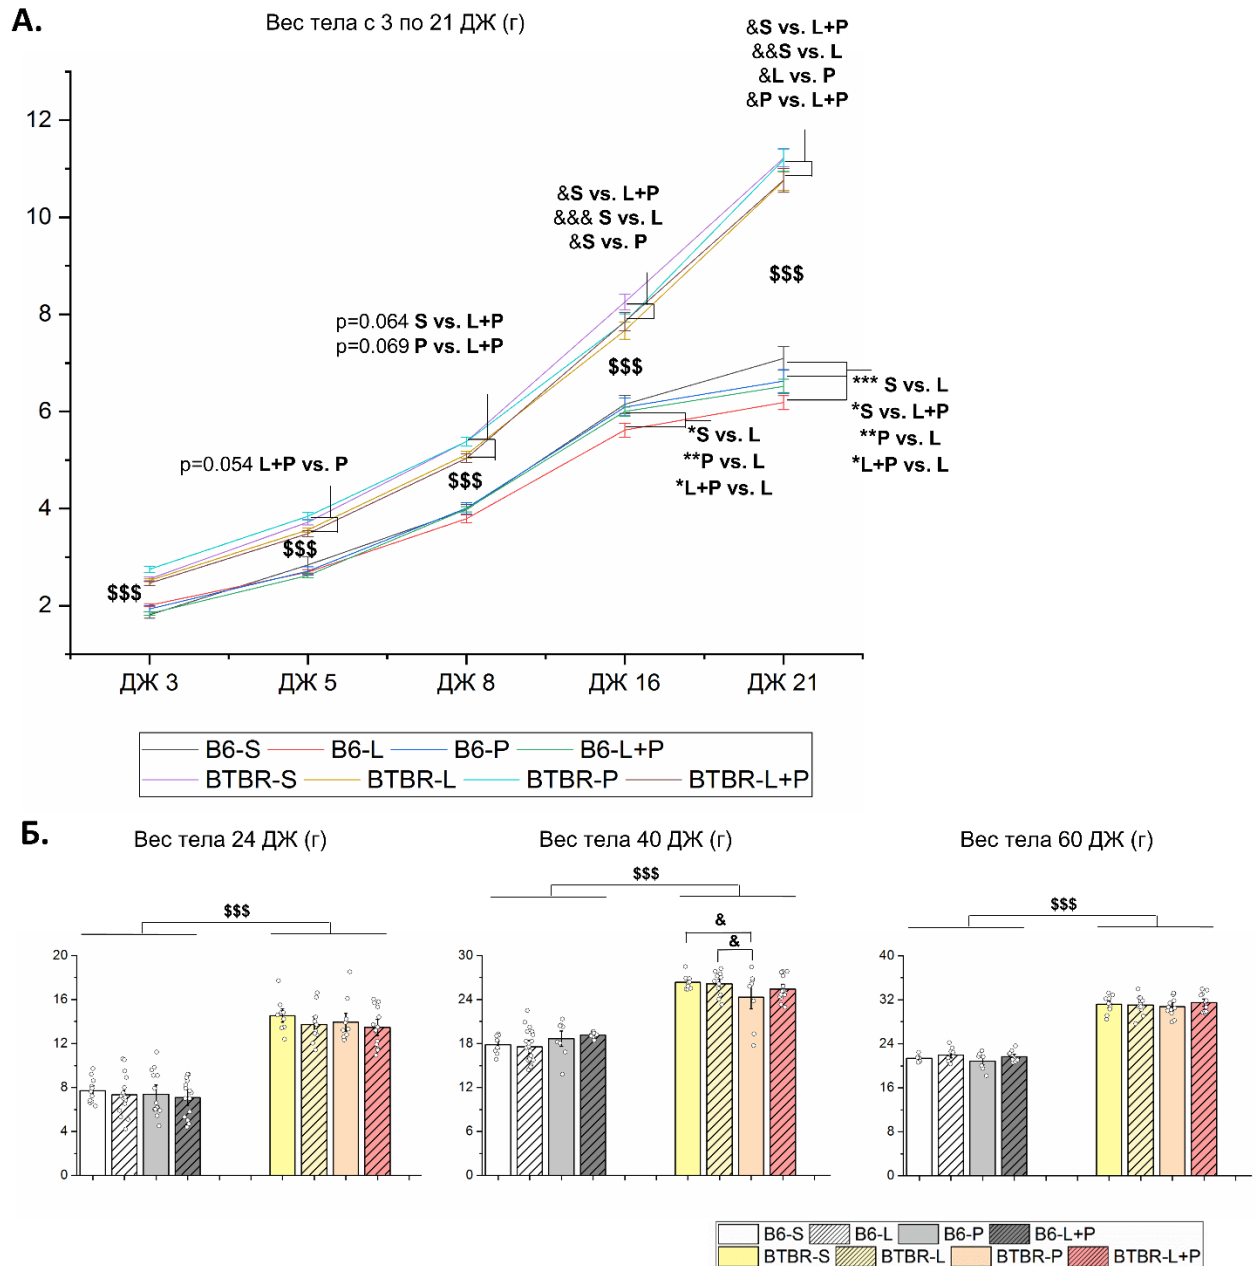 А.
Вес тела с 3 по 21 ДЖ (г)
&S vs. L+P
&&S vs. L
&L vs. P
&P vs. L+P
&S vs. L+P
&&& S vs. L
&S vs. P
p=0.064 S vs. L+P
p=0.069 P vs. L+P
p=0.054 L+P vs. P
12
10
8
6
4
2
$$$
$$$
$$$
$$$
$$$
*S vs. L
**P vs. L
*L+P vs. L
*** S vs. L
*S vs. L+P
**P vs. L
*L+P vs. L
ДЖ 3 ДЖ 5 ДЖ 8 ДЖ 16 ДЖ 21
B6-S B6-L B6-P B6-L+P
BTBR-S BTBR-L BTBR-P BTBR-L+P
Б.
Вес тела 24 ДЖ (г)
$$$
20
16
12
8
4
0
Вес тела 40 ДЖ (г)
$$$
&
&
30
24
18
12
6
0
Вес тела 60 ДЖ (г)
$$$
40
32
24
16
8
0
B6-S B6-L B6-P B6-L+P
BTBR-S BTBR-L BTBR-P BTBR-L+P